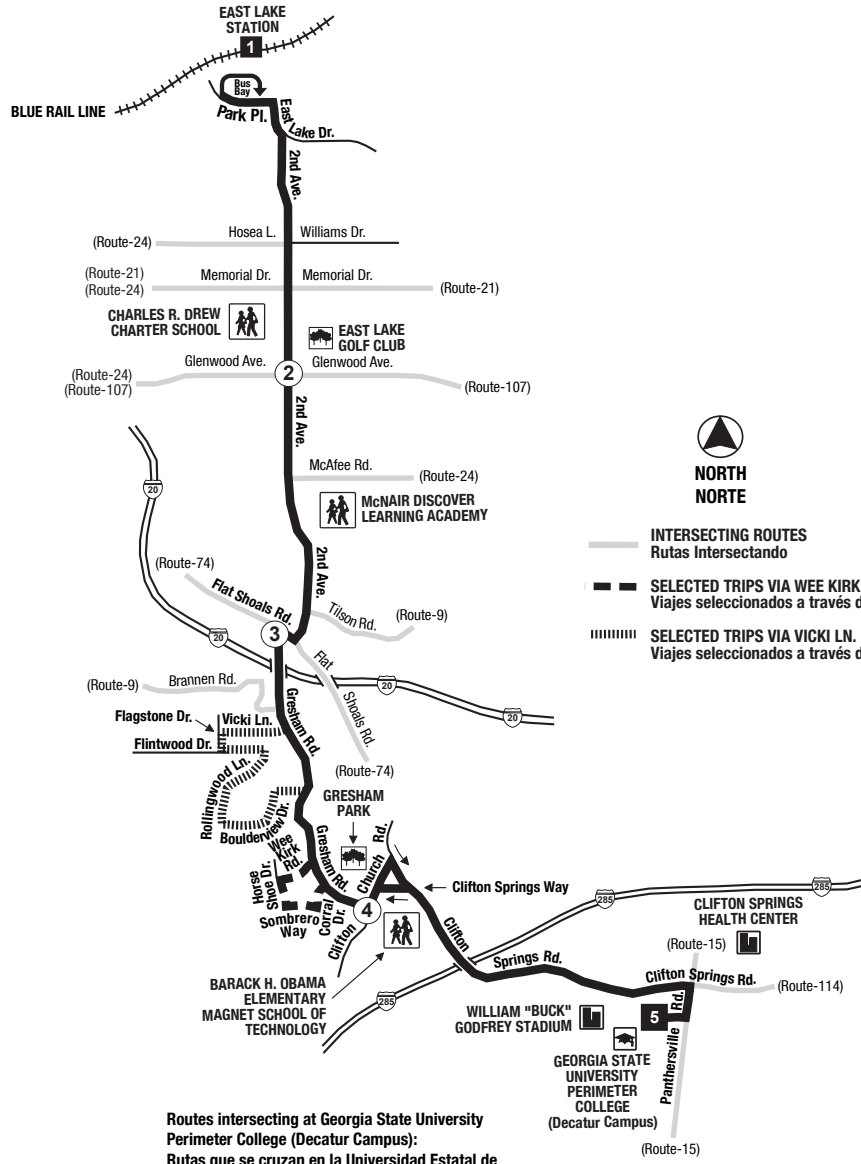 EAST LAKE
STATION
1
BLUE RAIL LINE
Bus
Bay
Park Pl.
East Lake Dr.
2nd Ave.
(Route-24)
Hosea L.
Williams Dr.
(Route-21)
(Route-24)
Memorial Dr.
Memorial Dr.
(Route-21)
CHARLES R. DREW
CHARTER SCHOOL
EAST LAKE
GOLF CLUB
Glenwood Ave.
Glenwood Ave.
(Route-24)
(Route-107)
2
(Route-107)
2nd Ave.
McAfee Rd.
(Route-24)
20
McNAIR DISCOVER
LEARNING ACADEMY
NORTH
NORTE
INTERSECTING ROUTES
Rutas Intersectando
SELECTED TRIPS VIA WEE KIRK
Viajes seleccionados a través d
SELECTED TRIPS VIA VICKI LN.
Viajes seleccionados a través d
2nd Ave.
(Route-74)
Flat Shoals Rd.
Tilson Rd.
(Route-9)
3
20
Flat
Shoals Rd.
20
20
(Route-9)
Brannen Rd.
Gresham Rd.
Flagstone Dr.
Vicki Ln.
Flintwood Dr.
(Route-74)
Rollingwood Ln.
Boulderview Dr.
GRESHAM
PARK
Wee
Kirk
Rd.
Gresham Rd.
Church
Rd.
Horse
Shoe Dr.
Sombrero
Way
Corral
Dr.
4
Clifton
Clifton Springs Way
285
285
CLIFTON SPRINGS
HEALTH CENTER
(Route-15)
Clifton
Springs Rd.
Clifton Springs Rd.
(Route-114)
BARACK H. OBAMA
ELEMENTARY
MAGNET SCHOOL OF
TECHNOLOGY
285
WILLIAM "BUCK"
GODFREY STADIUM
5
Panthersville
Rd.
GEORGIA STATE
UNIVERSITY
PERIMETER
COLLEGE
(Decatur Campus)
(Route-15)
Routes intersecting at Georgia State University
Perimeter College (Decatur Campus):
Rutas que se cruzan en la Universidad Estatal de